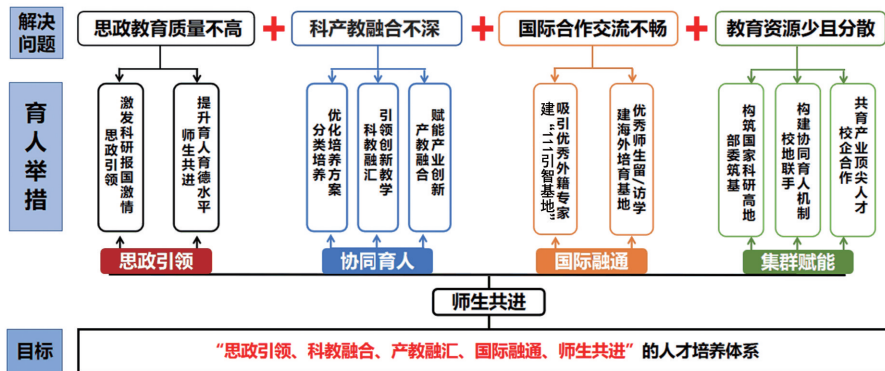 解决
问题
思政教育质量不高
科产教融合不深
国际合作交流不畅
教育资源少且分散
育人举措
激发科研报国激情
思政引领
提升育人育德水平
师生共进
优化培养方案
分类培养
引领创新教学
科教融汇
赋能产业创新
产教融合
吸引优秀外籍专家
建“111引智基地”
优秀师生留/访学
建海外培育基地
构筑国家科研高地
部委筑基
构建协同育人机制
校地联手
共育产业顶尖人才
校企合作
思政引领
协同育人
国际融通
集群赋能
师生共进
目标
“思政引领、科教融合、产教融汇、国际融通、师生共进”的人才培养体系